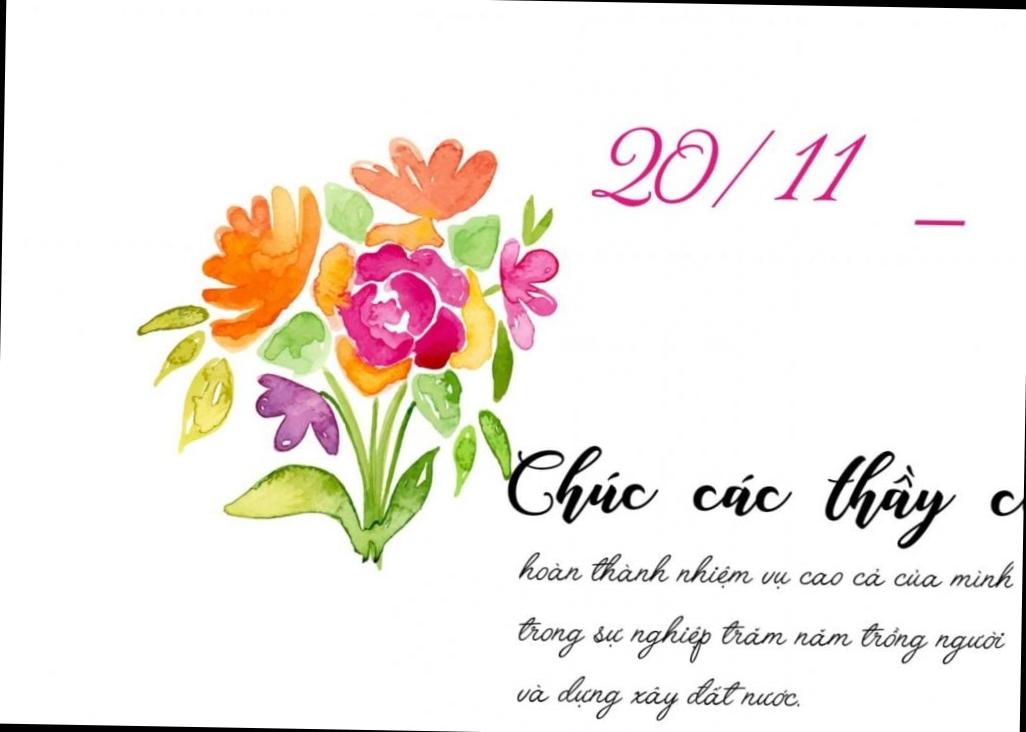 20/11 _
Chúc các thầy c
hoàn thành nhiệm vụ cao cả của mình
trong sự nghiệp trăm năm trồng người
và dựng xây đất nước.